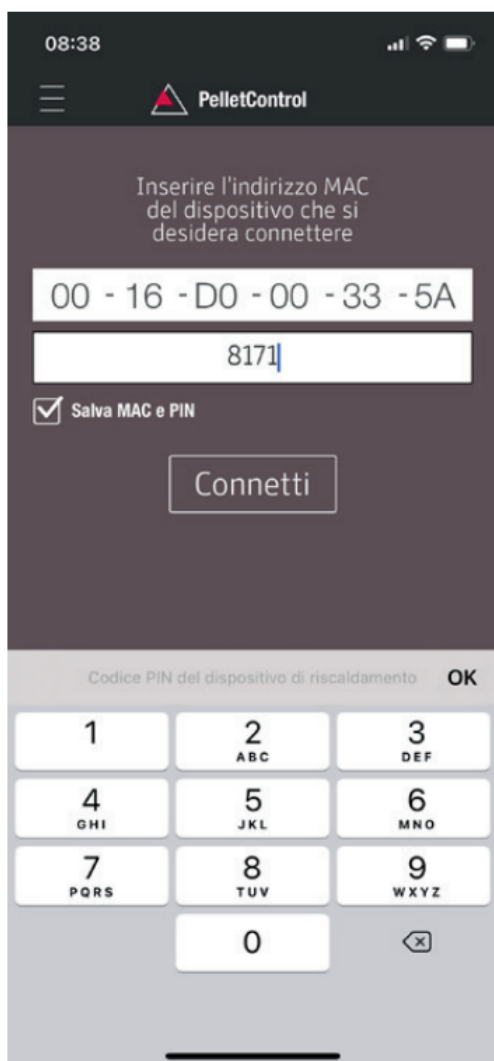 08:38
PelletControl
Inserire l'indirizzo MAC
del dispositivo che si
desidera connettere
00 - 16 - D0 - 00 - 33 - 5A
8171
Salva MAC e PIN
Connetti
Codice PIN del dispositivo di riscaldamento OK
1 2 3
ABC DEF
4 5 6
GHI JKL MNO
7 8 9
PQRS TUV WXYZ
0